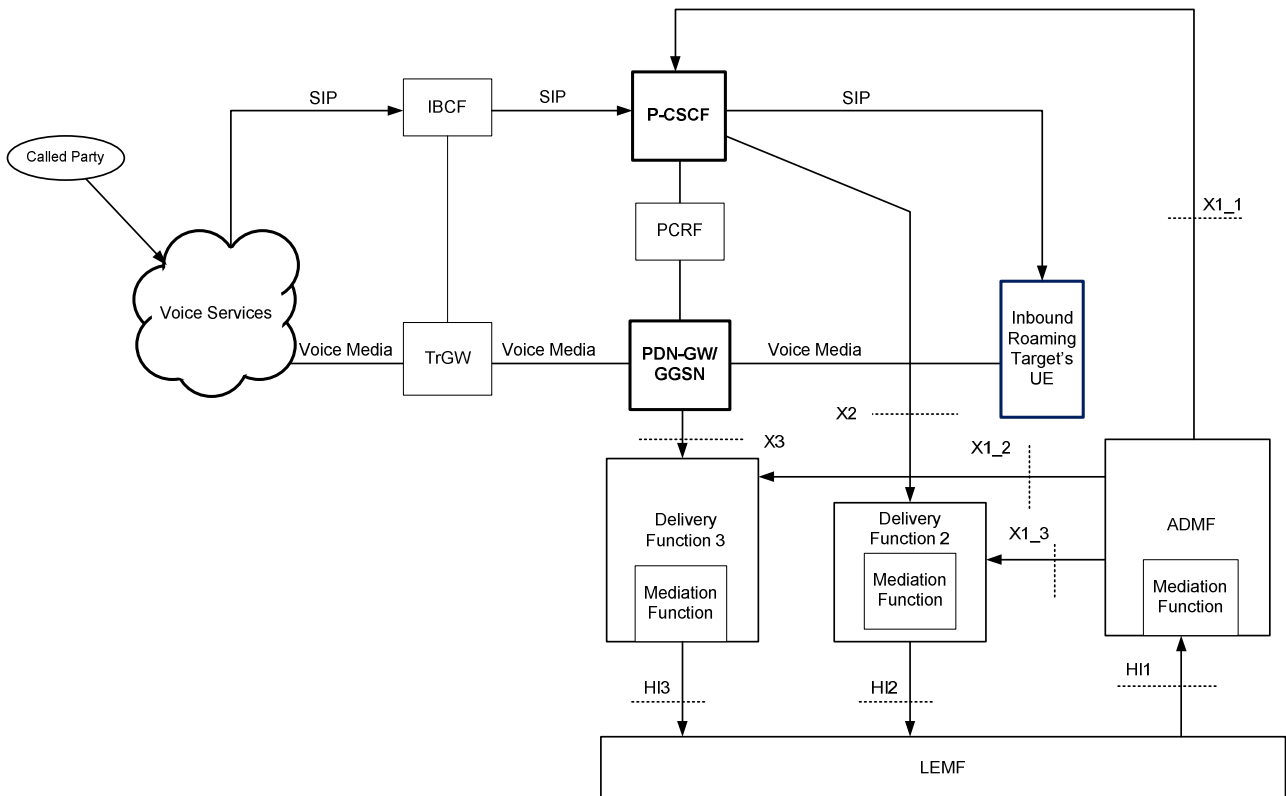 SIP
IBCF
SIP
P-CSCF
SIP
Called Party
X1_1
PCRF
Voice Services
Inbound
Roaming
Target's
UE
Voice Media
TrGW
Voice Media
PDN-GW/
GGSN
Voice Media
X2
X3
X1_2
Delivery
Function 3
Mediation
Function
Delivery
Function 2
Mediation
Function
X1_3
ADMF
Mediation
Function
HI3
HI2
HI1
LEMF